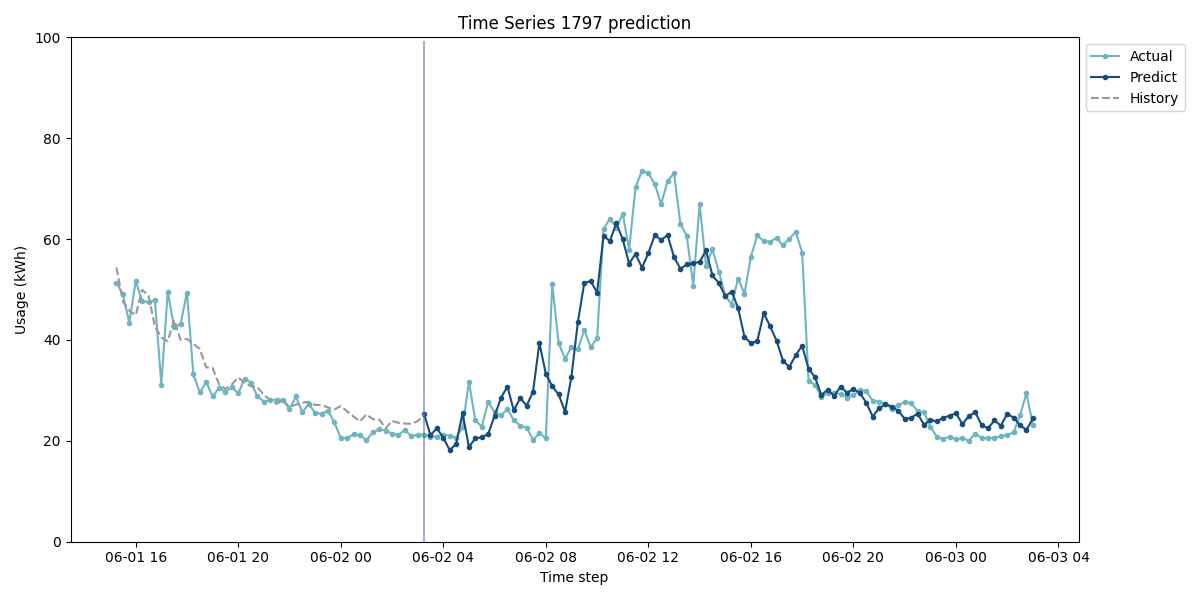 Time Series 1797 prediction
100
80
60
40
20
0
Usage (kWh)
06-01 16
06-01 20
06-02 00
06-02 04
06-02 08
06-02 12
06-02 16
06-02 20
06-03 00
06-03 04
Time step
Actual
Predict
History